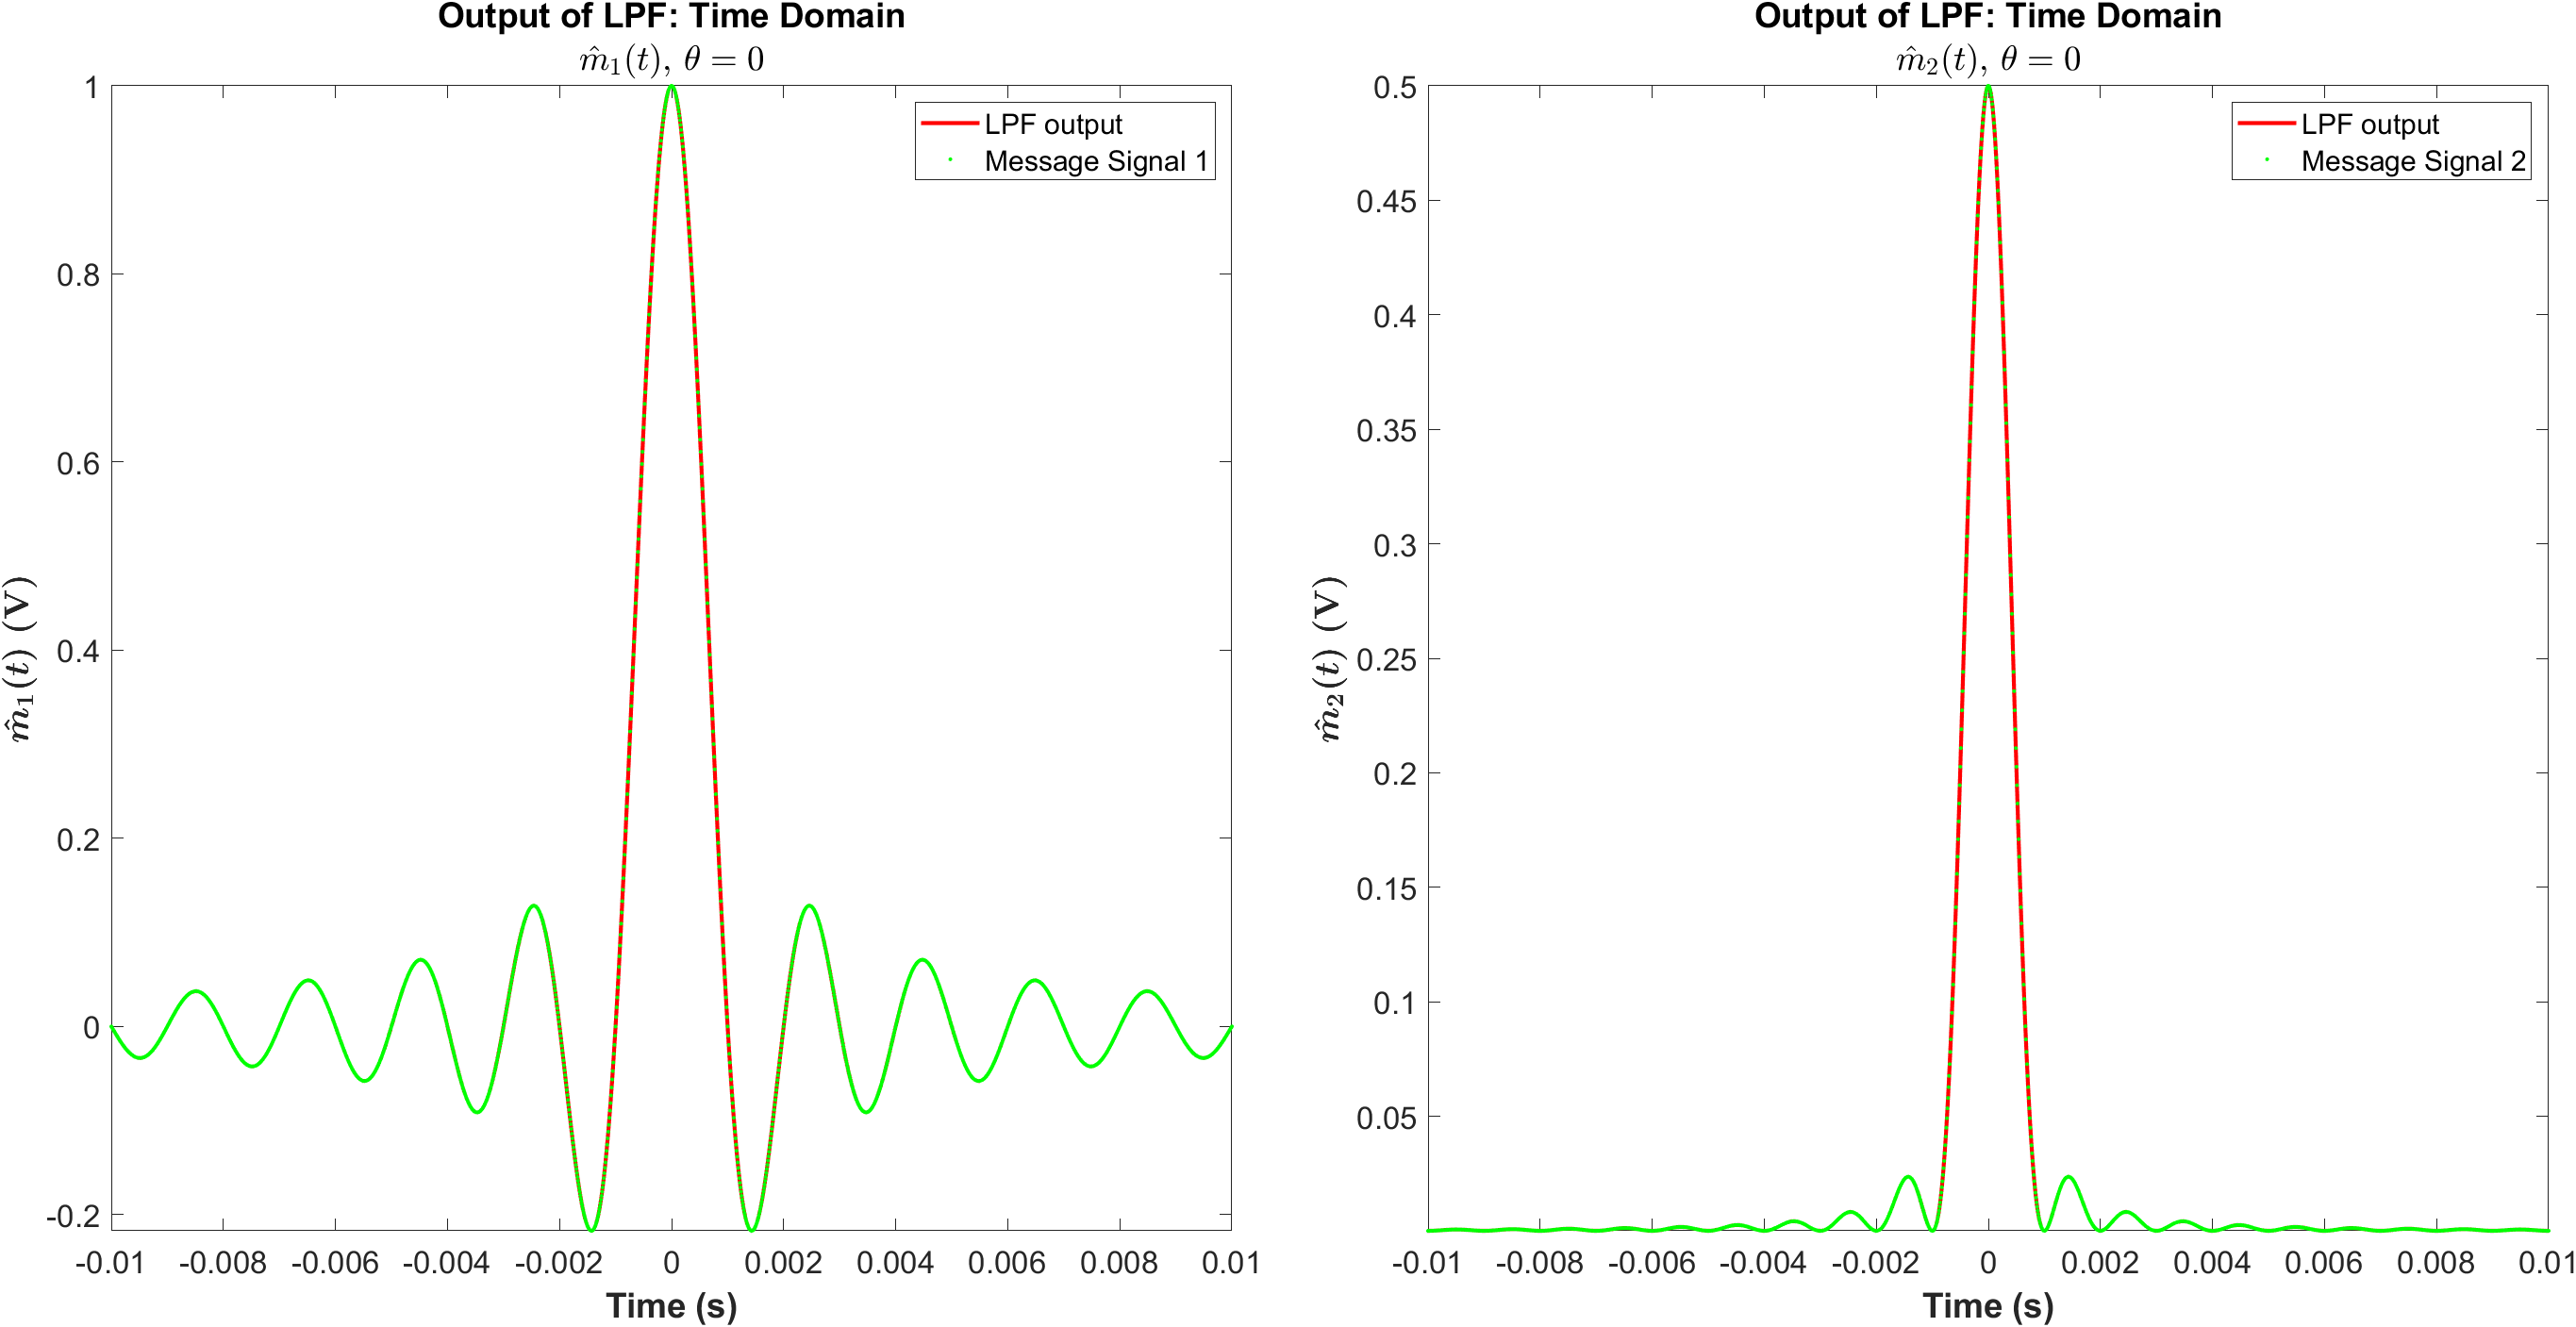 Output of LPF: Time Domain
m̂₁(t), θ = 0
LPF output
Message Signal 1
1
0.8
0.6
0.4
0.2
0
-0.2
m̂₁(t) (V)
-0.01 -0.008 -0.006 -0.004 -0.002 0 0.002 0.004 0.006 0.008 0.01
Time (s)
Output of LPF: Time Domain
m̂₂(t), θ = 0
LPF output
Message Signal 2
0.5
0.45
0.4
0.35
0.3
0.25
0.2
0.15
0.1
0.05
m̂₂(t) (V)
-0.01 -0.008 -0.006 -0.004 -0.002 0 0.002 0.004 0.006 0.008 0.01
Time (s)